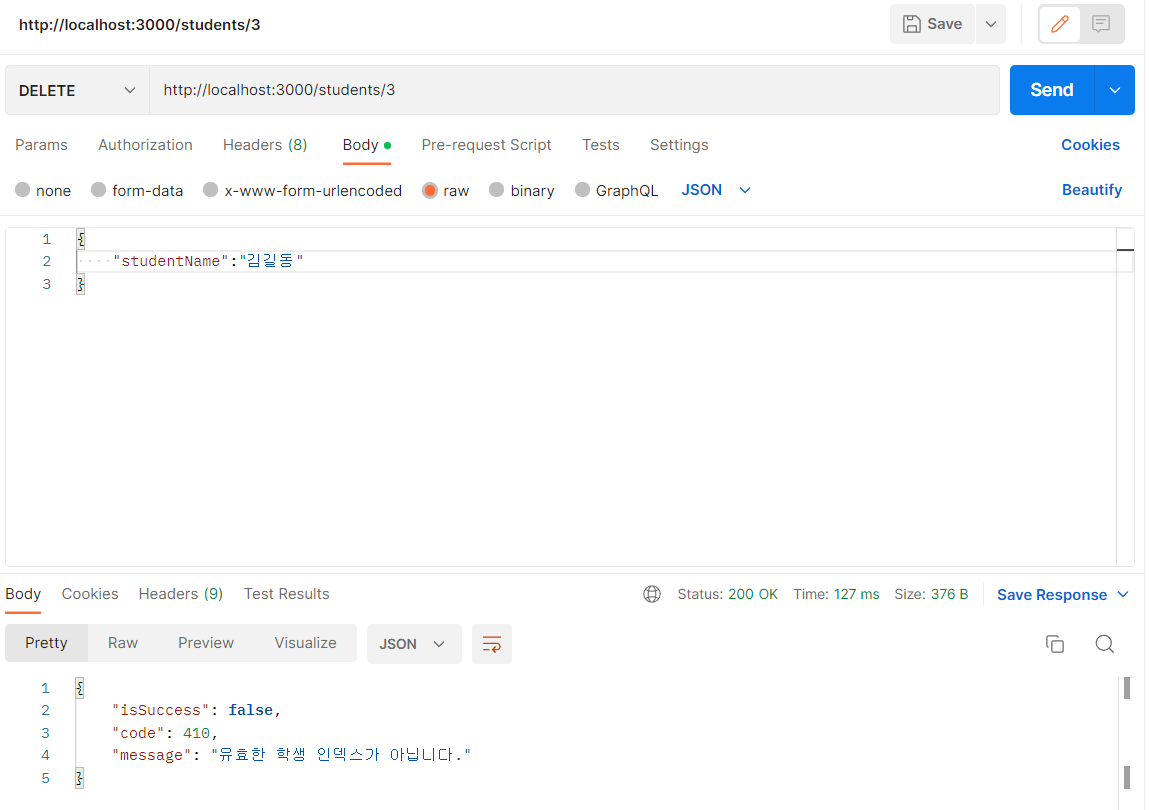 http://localhost:3000/students/3
Save
DELETE
http://localhost:3000/students/3
Send
Params Authorization Headers (8) Body Pre-request Script Tests Settings Cookies
none form-data x-www-form-urlencoded raw binary GraphQL JSON Beautify
1 {
2 ····"studentName":"김길동"
3 }
Body Cookies Headers (9) Test Results Status: 200 OK Time: 127 ms Size: 376 B Save Response
Pretty Raw Preview Visualize JSON
1 {
2 "isSuccess": false,
3 "code": 410,
4 "message": "유효한 학생 인덱스가 아닙니다."
5 }